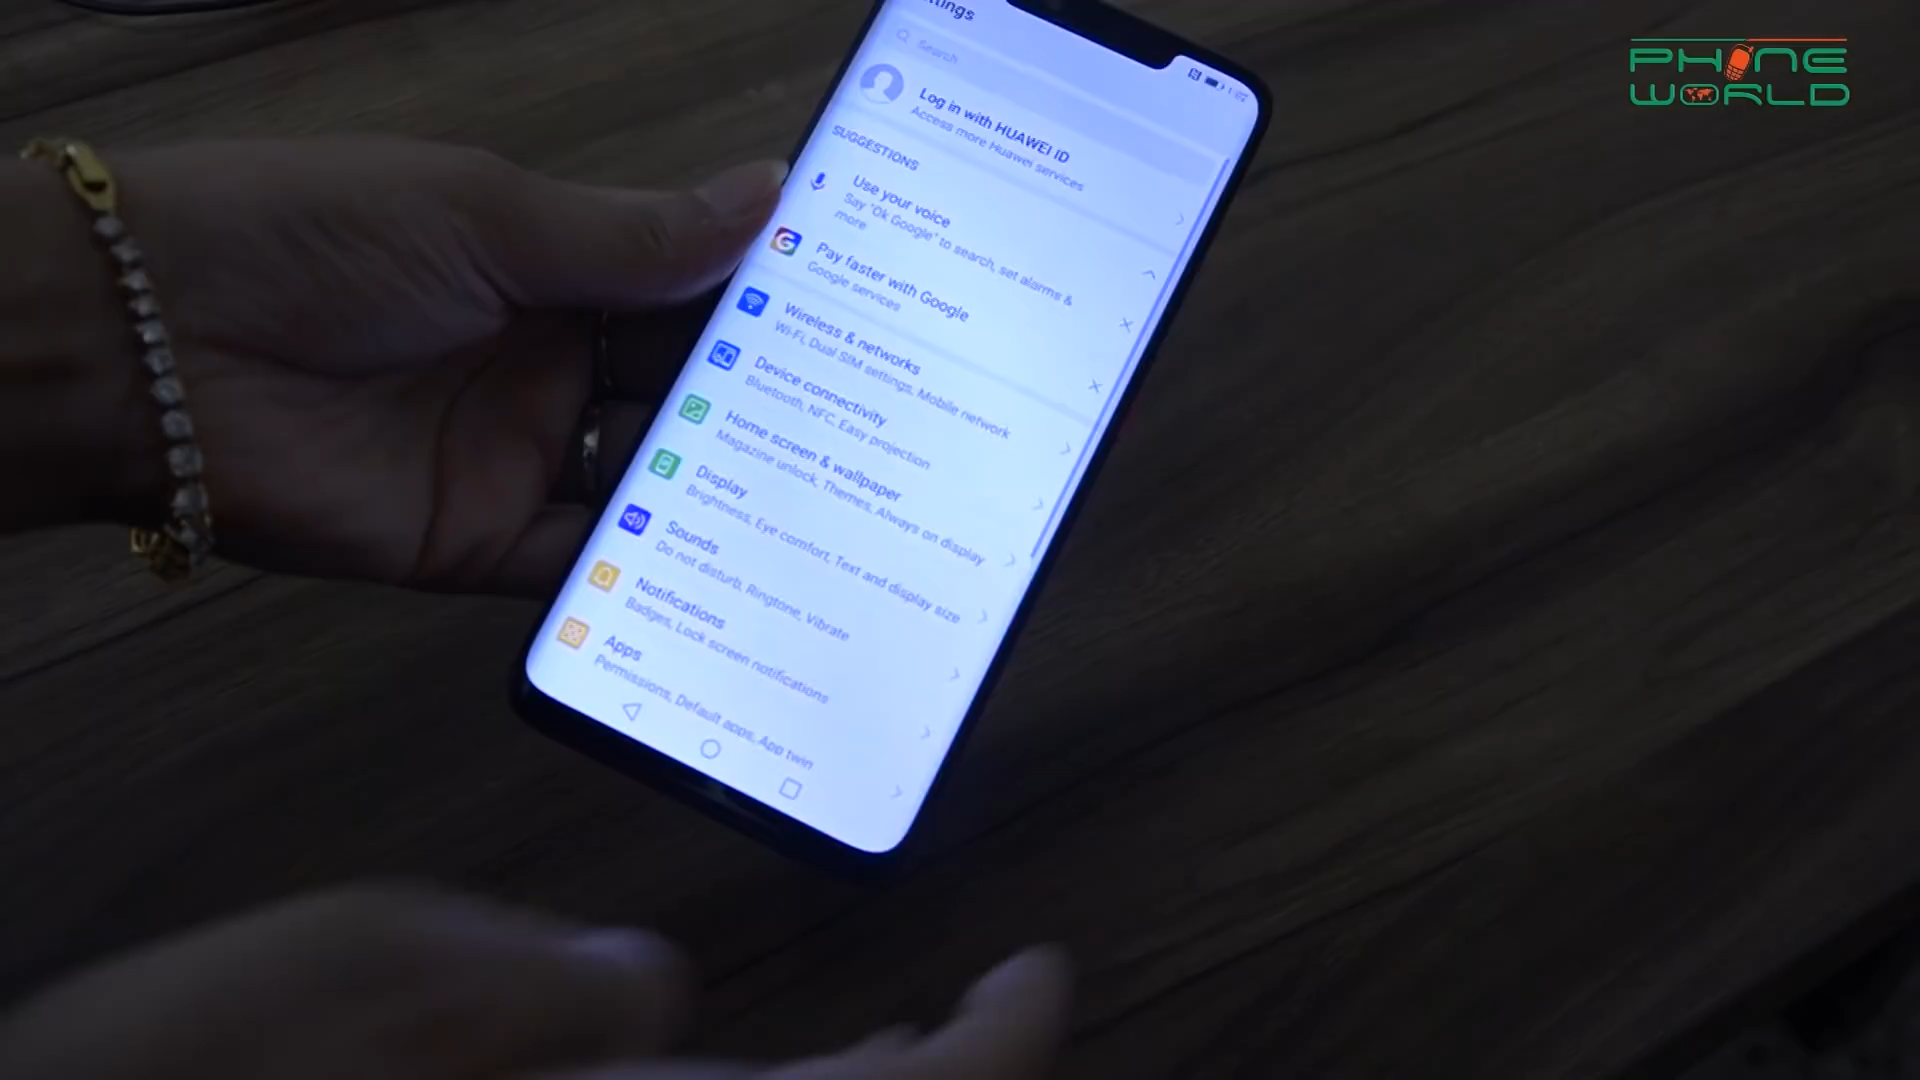 PHONE
WORLD
Search
Log in with HUAWEI ID
Access more Huawei services
SUGGESTIONS
Use your voice
Say "Ok Google" to search, set alarms &
more
Pay faster with Google
Google services
Wireless & networks
Wi-Fi, Dual SIM settings, Mobile network
Device connectivity
Bluetooth, NFC, Easy projection
Home screen & wallpaper
Magazine unlock, Themes, Always on display
Display
Brightness, Eye comfort, Text and display size
Sounds
Do not disturb, Ringtone, Vibrate
Notifications
Badges, Lock screen notifications
Apps
Permissions, Default apps, App twin